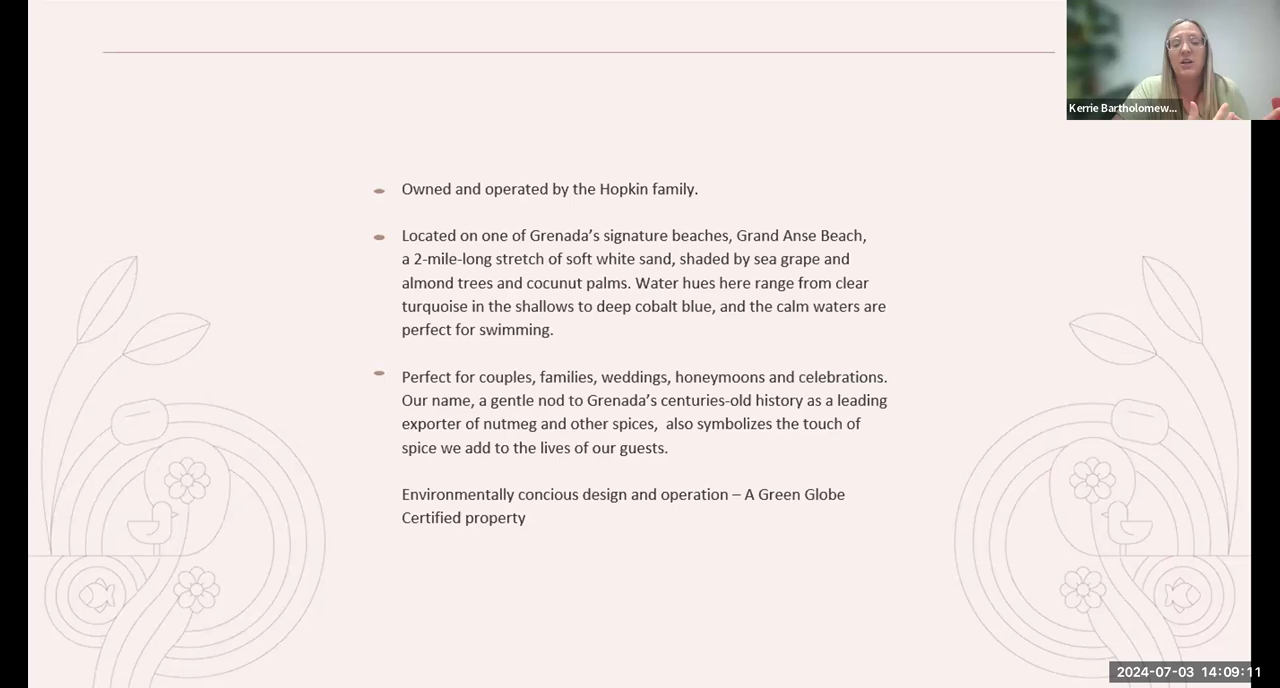 Kerrie Bartholomew...
Owned and operated by the Hopkin family.
Located on one of Grenada’s signature beaches, Grand Anse Beach,
a 2-mile-long stretch of soft white sand, shaded by sea grape and
almond trees and cocunut palms. Water hues here range from clear
turquoise in the shallows to deep cobalt blue, and the calm waters are
perfect for swimming.
Perfect for couples, families, weddings, honeymoons and celebrations.
Our name, a gentle nod to Grenada’s centuries-old history as a leading
exporter of nutmeg and other spices,  also symbolizes the touch of
spice we add to the lives of our guests.
Environmentally concious design and operation – A Green Globe
Certified property
2024-07-03 14:09:11